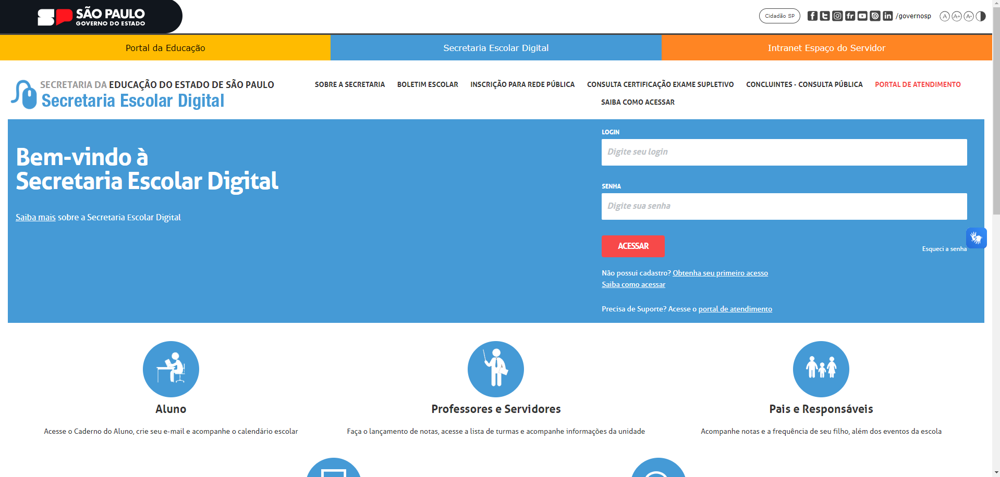 SÃO PAULO
GOVERNO DO ESTADO
Cidadão SP
/governosp
A
A+
A-
Portal da Educação
Secretaria Escolar Digital
Intranet Espaço do Servidor
SECRETARIA DA EDUCAÇÃO DO ESTADO DE SÃO PAULO
Secretaria Escolar Digital
SOBRE A SECRETARIA
BOLETIM ESCOLAR
INSCRIÇÃO PARA REDE PÚBLICA
CONSULTA CERTIFICAÇÃO EXAME SUPLETIVO
CONCLUINTES - CONSULTA PÚBLICA
PORTAL DE ATENDIMENTO
SAIBA COMO ACESSAR
Bem-vindo à
Secretaria Escolar Digital
Saiba mais sobre a Secretaria Escolar Digital
LOGIN
Digite seu login
SENHA
Digite sua senha
ACESSAR
Esqueci a senha
Não possui cadastro? Obtenha seu primeiro acesso
Saiba como acessar
Precisa de Suporte? Acesse o portal de atendimento
Aluno
Acesse o Caderno do Aluno, crie seu e-mail e acompanhe o calendário escolar
Professores e Servidores
Faça o lançamento de notas, acesse a lista de turmas e acompanhe informações da unidade
Pais e Responsáveis
Acompanhe notas e a frequência de seu filho, além dos eventos da escola